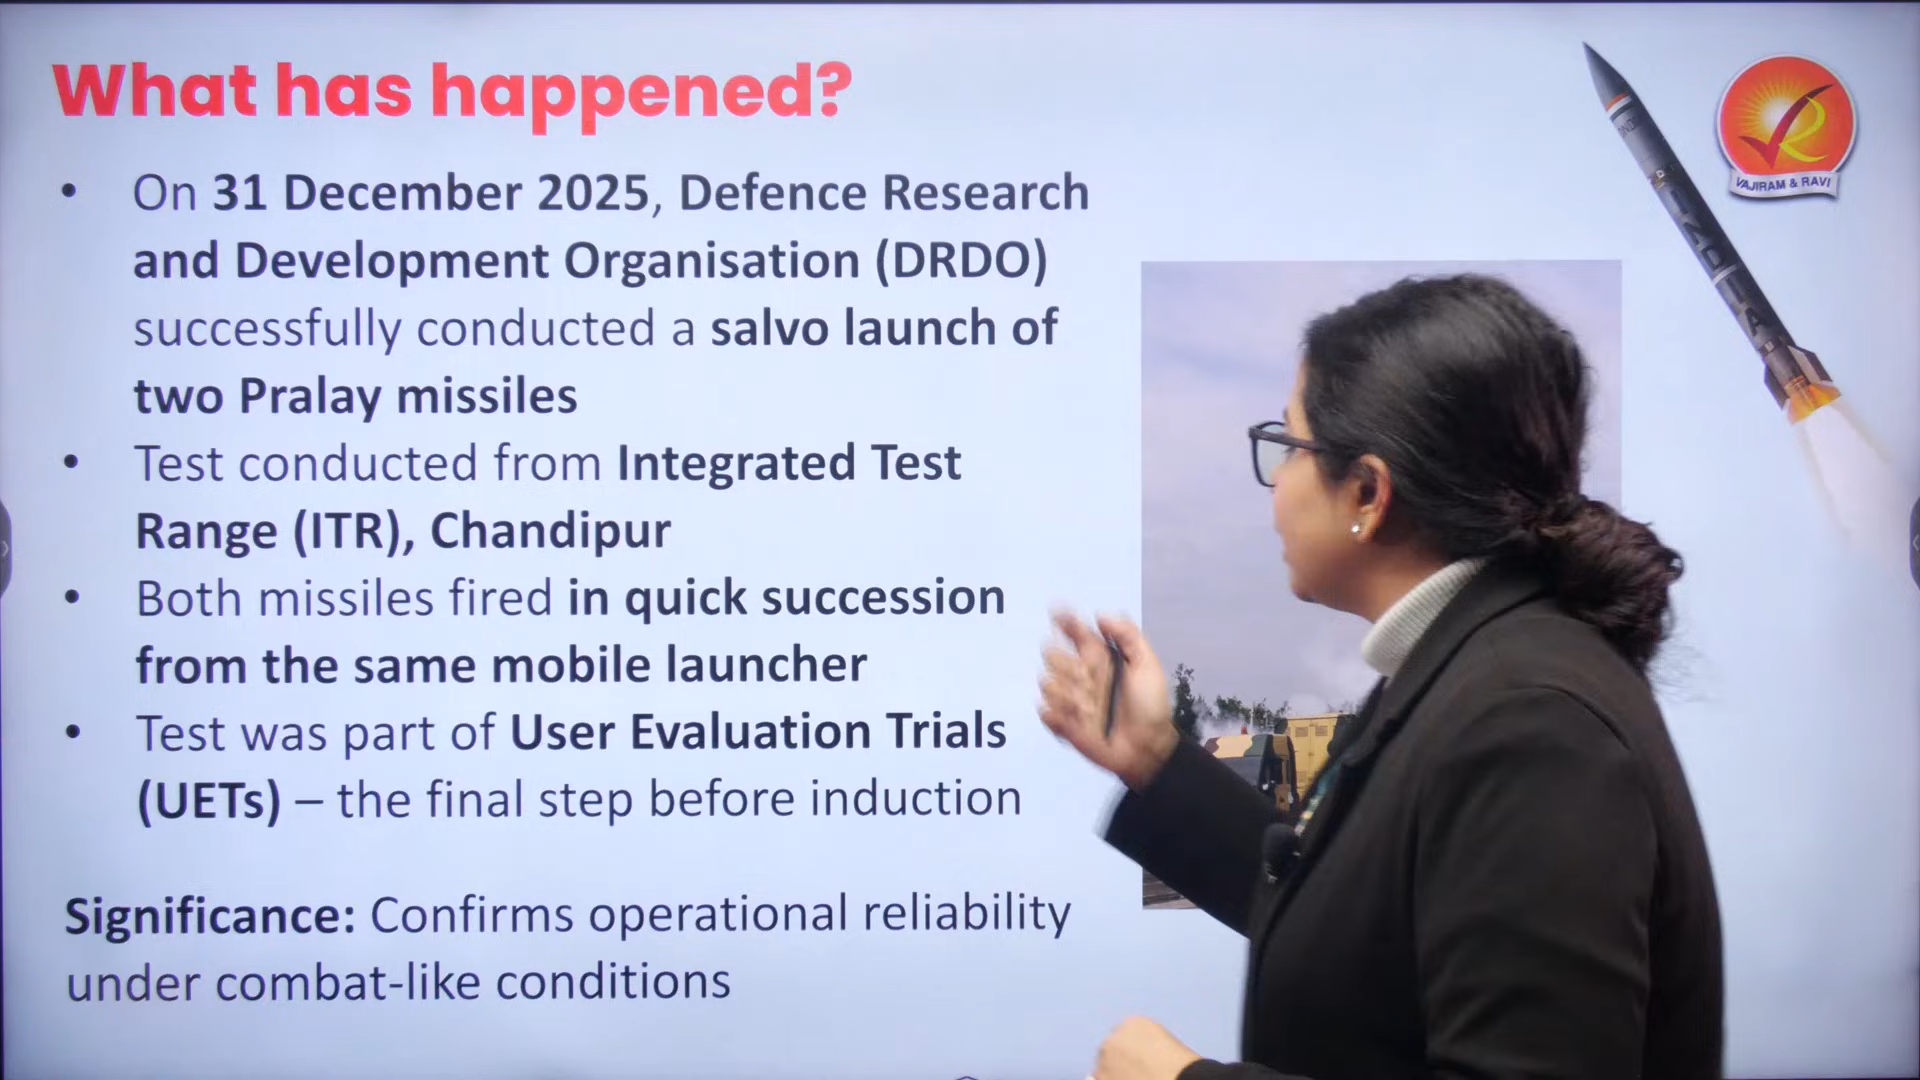 What has happened?
• On 31 December 2025, Defence Research
and Development Organisation (DRDO)
successfully conducted a salvo launch of
two Pralay missiles
• Test conducted from Integrated Test
Range (ITR), Chandipur
• Both missiles fired in quick succession
from the same mobile launcher
• Test was part of User Evaluation Trials
(UETs) – the final step before induction
Significance: Confirms operational reliability
under combat-like conditions
VAJIRAM & RAVI
INDIA